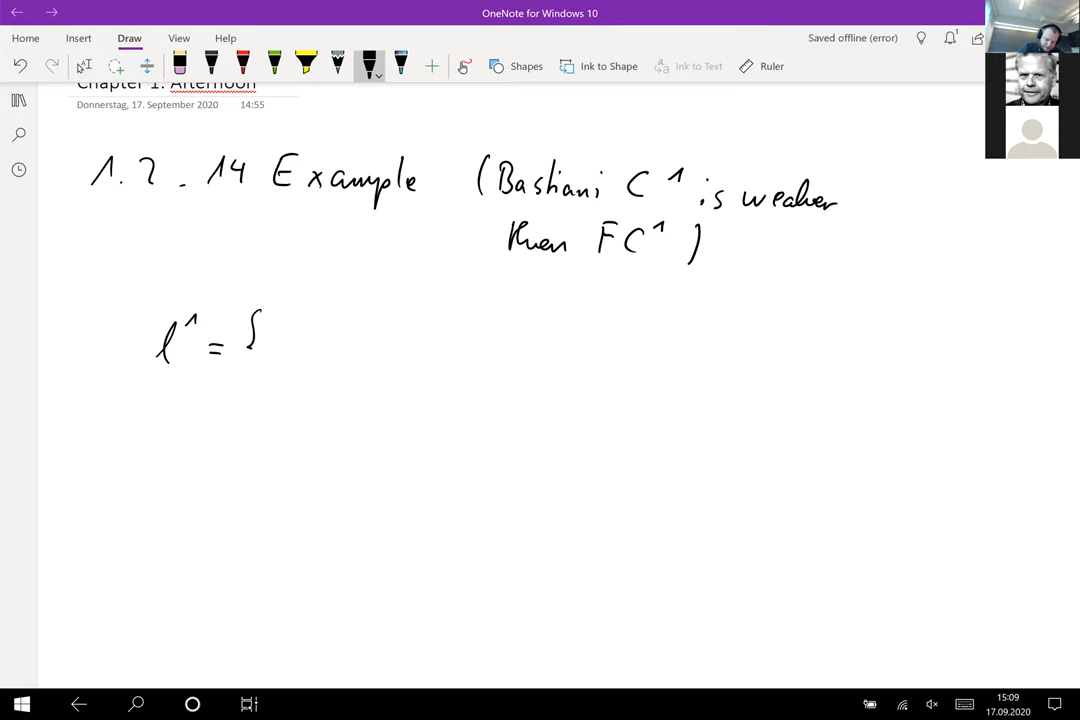 OneNote for Windows 10
Home Insert Draw View Help
Saved offline (error)
1
Shapes Ink to Shape Ink to Text Ruler
Chapter 1: Afternoon
Donnerstag, 17. September 2020 14:55
1.2.14 Example (Bastiani C¹ is weaker
then FC¹)
l¹ = {
15:09
17.09.2020